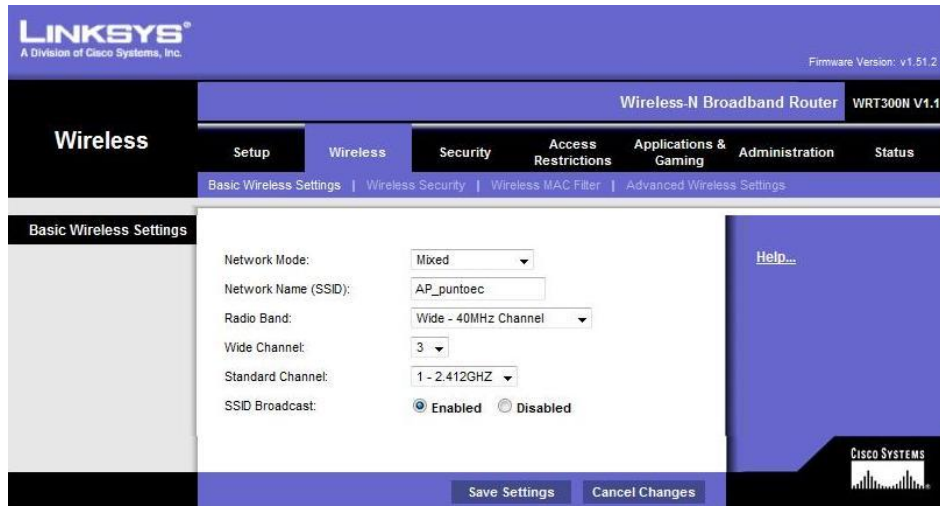 LINKSYS®
A Division of Cisco Systems, Inc.
Firmware Version: v1.51.2
Wireless-N Broadband Router WRT300N V1.1
Wireless
Setup Wireless Security Access Restrictions Applications & Gaming Administration Status
Basic Wireless Settings | Wireless Security | Wireless MAC Filter | Advanced Wireless Settings
Basic Wireless Settings
Help...
Network Mode: Mixed
Network Name (SSID): AP_puntoec
Radio Band: Wide - 40MHz Channel
Wide Channel: 3
Standard Channel: 1 - 2.412GHZ
SSID Broadcast: Enabled Disabled
CISCO SYSTEMS
Save Settings Cancel Changes